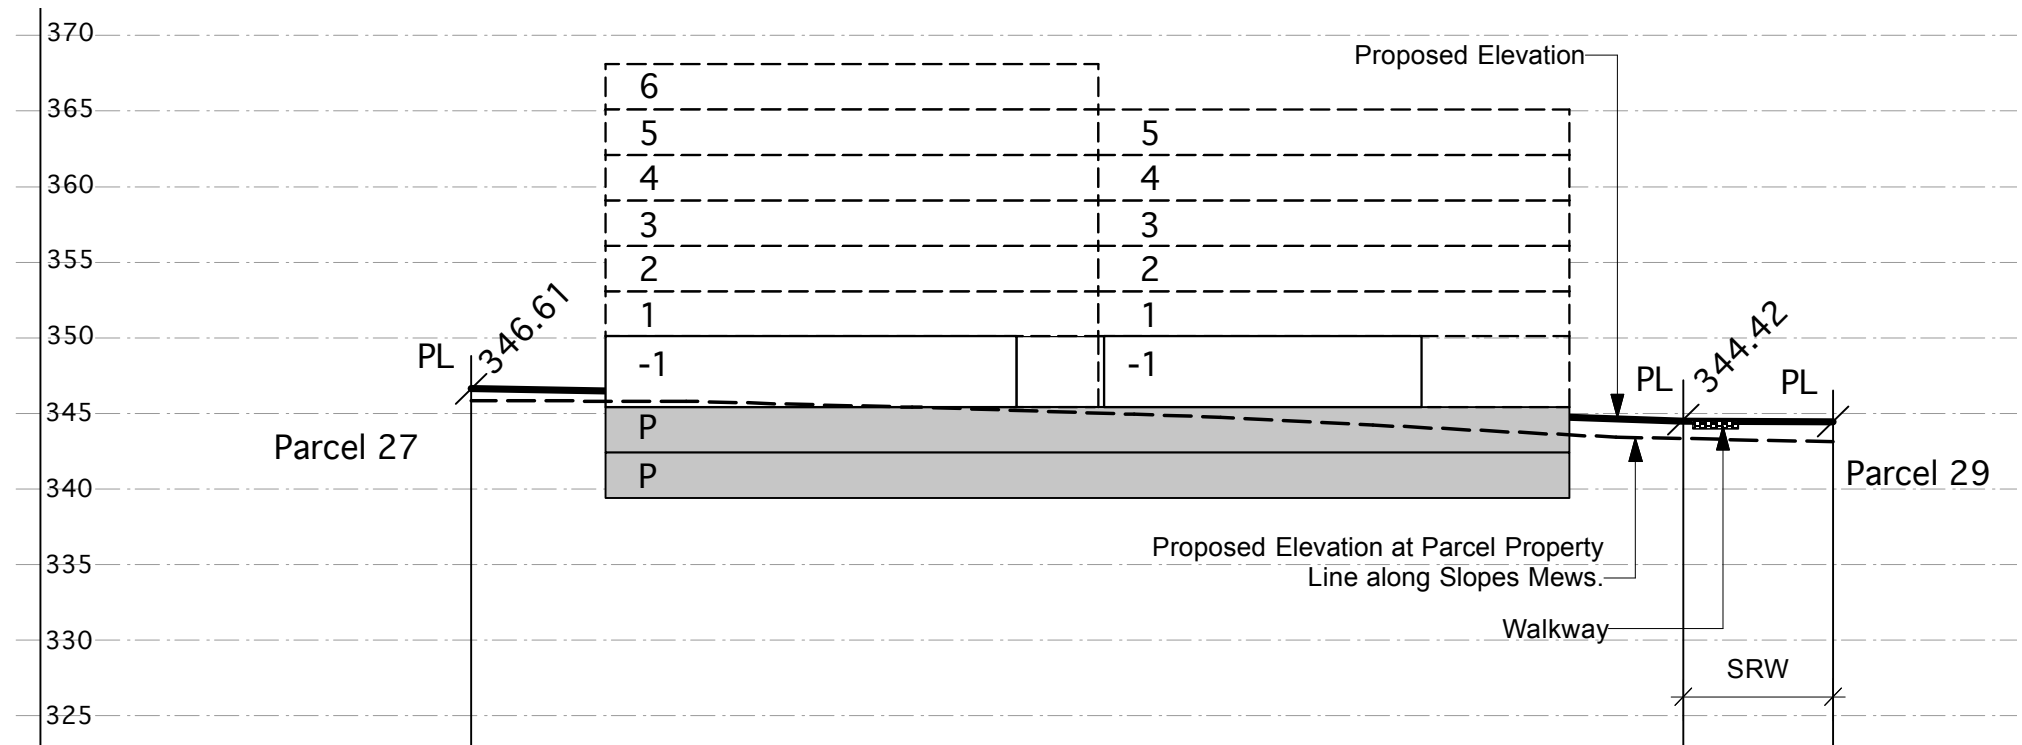 370
Proposed Elevation
6
365
5 5
4 4
360
3 3
355
2 2
1 1
350
346.61
344.42
PL
-1 -1
PL PL
345
P
Parcel 27
P
Parcel 29
340
Proposed Elevation at Parcel Property
Line along Slopes Mews.
335
Walkway
330
SRW
325